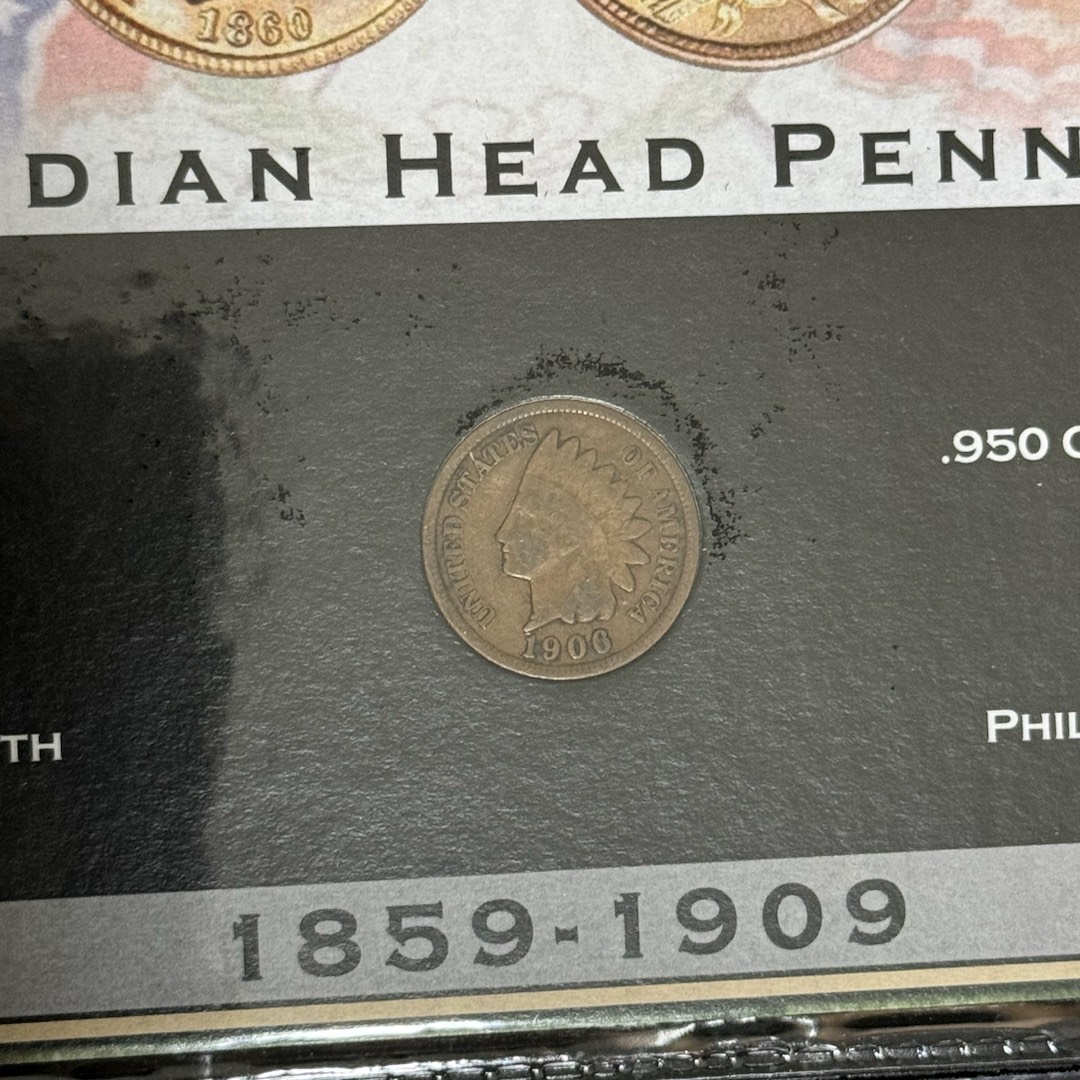 1860
DIAN HEAD PENN
.950 C
UNITED STATES OF AMERICA
1906
TH
PHIL
1859-1909